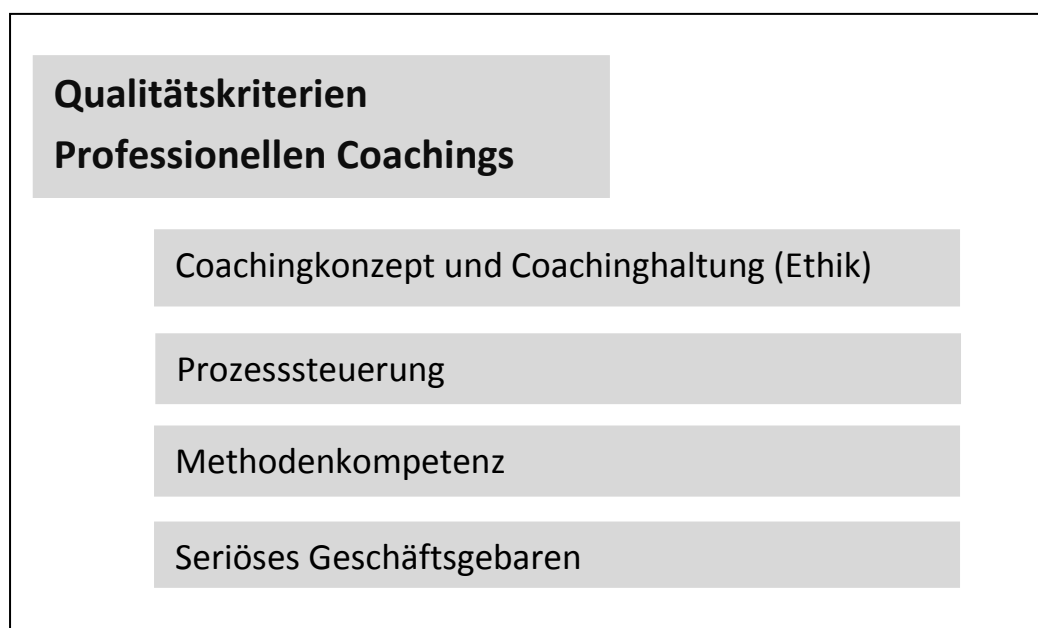 Qualitätskriterien
Professionellen Coachings
Coachingkonzept und Coachinghaltung (Ethik)
Prozesssteuerung
Methodenkompetenz
Seriöses Geschäftsgebaren